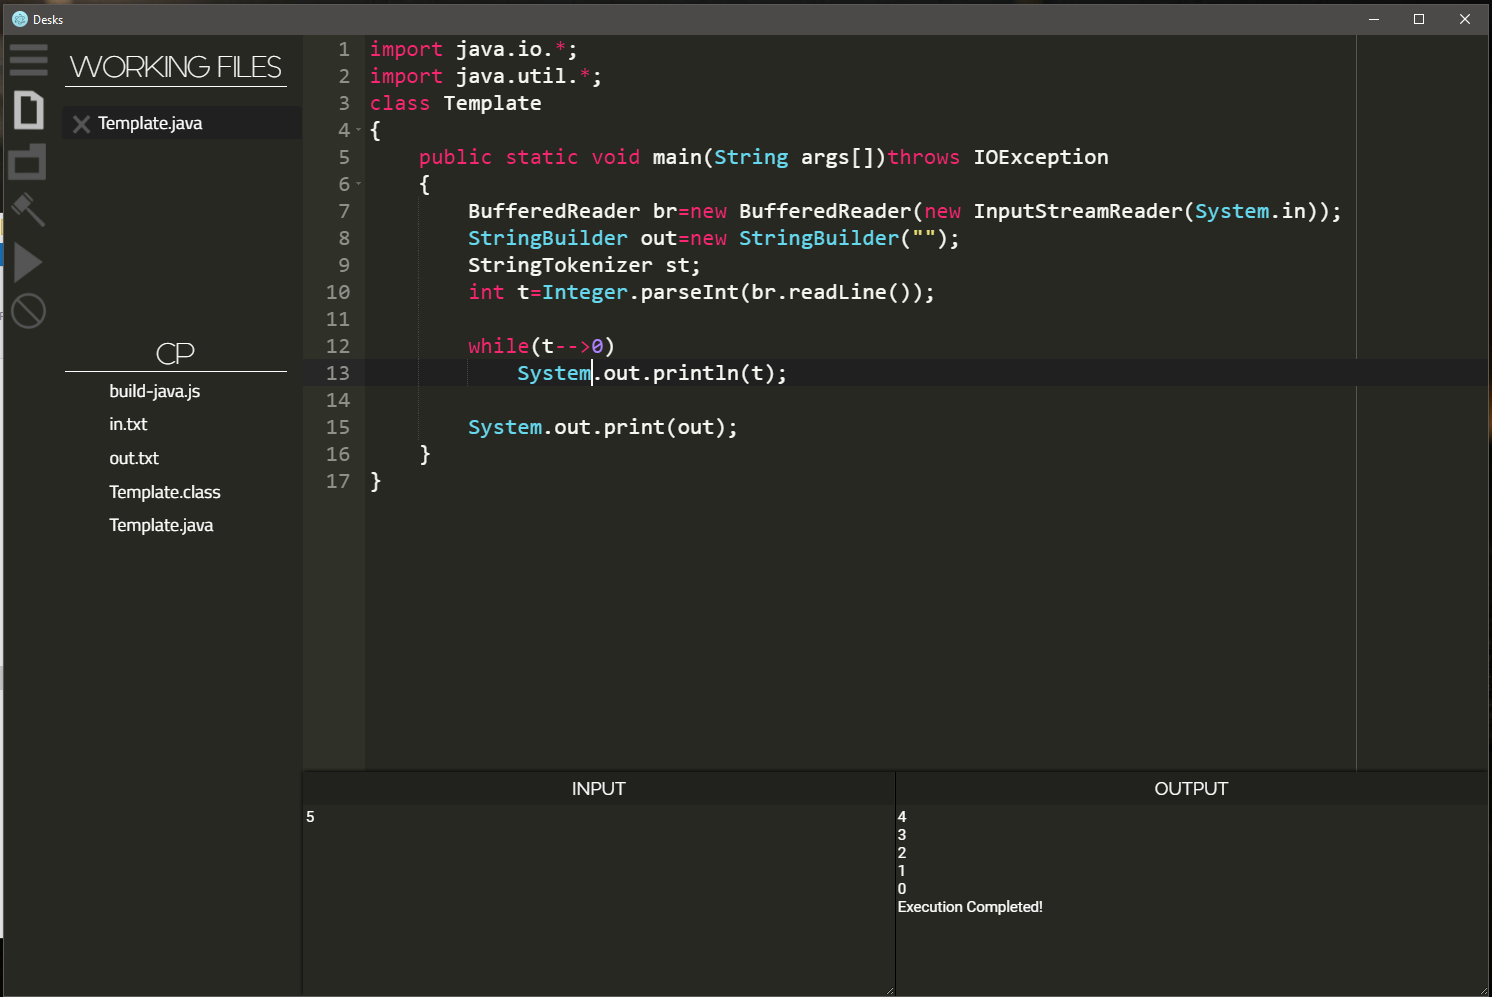 Desks
WORKING FILES
Template.java
CP
build-java.js
in.txt
out.txt
Template.class
Template.java
1 import java.io.*;
2 import java.util.*;
3 class Template
4 {
5 public static void main(String args[])throws IOException
6 {
7 BufferedReader br=new BufferedReader(new InputStreamReader(System.in));
8 StringBuilder out=new StringBuilder("");
9 StringTokenizer st;
10 int t=Integer.parseInt(br.readLine());
11
12 while(t-->0)
13 System.out.println(t);
14
15 System.out.print(out);
16 }
17 }
INPUT
5
OUTPUT
4
3
2
1
0
Execution Completed!